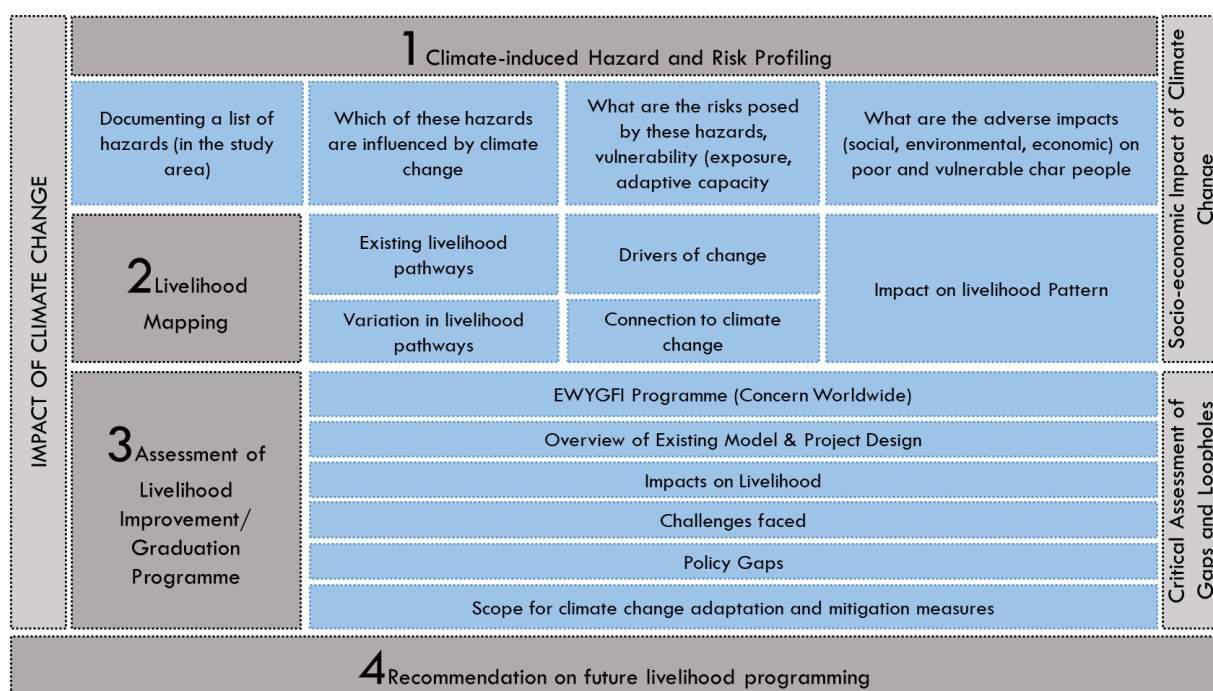 IMPACT OF CLIMATE CHANGE
1 Climate-induced Hazard and Risk Profiling
Documenting a list of
hazards (in the study
area)
Which of these hazards
are influenced by climate
change
What are the risks posed
by these hazards,
vulnerability (exposure,
adaptive capacity
What are the adverse impacts
(social, environmental, economic) on
poor and vulnerable char people
Socio-economic Impact of Climate
Change
2 Livelihood
Mapping
Existing livelihood
pathways
Variation in livelihood
pathways
Drivers of change
Connection to climate
change
Impact on livelihood Pattern
3 Assessment of
Livelihood
Improvement/
Graduation
Programme
EWYGFI Programme (Concern Worldwide)
Overview of Existing Model & Project Design
Impacts on Livelihood
Challenges faced
Policy Gaps
Scope for climate change adaptation and mitigation measures
Critical Assessment of
Gaps and Loopholes
4 Recommendation on future livelihood programming